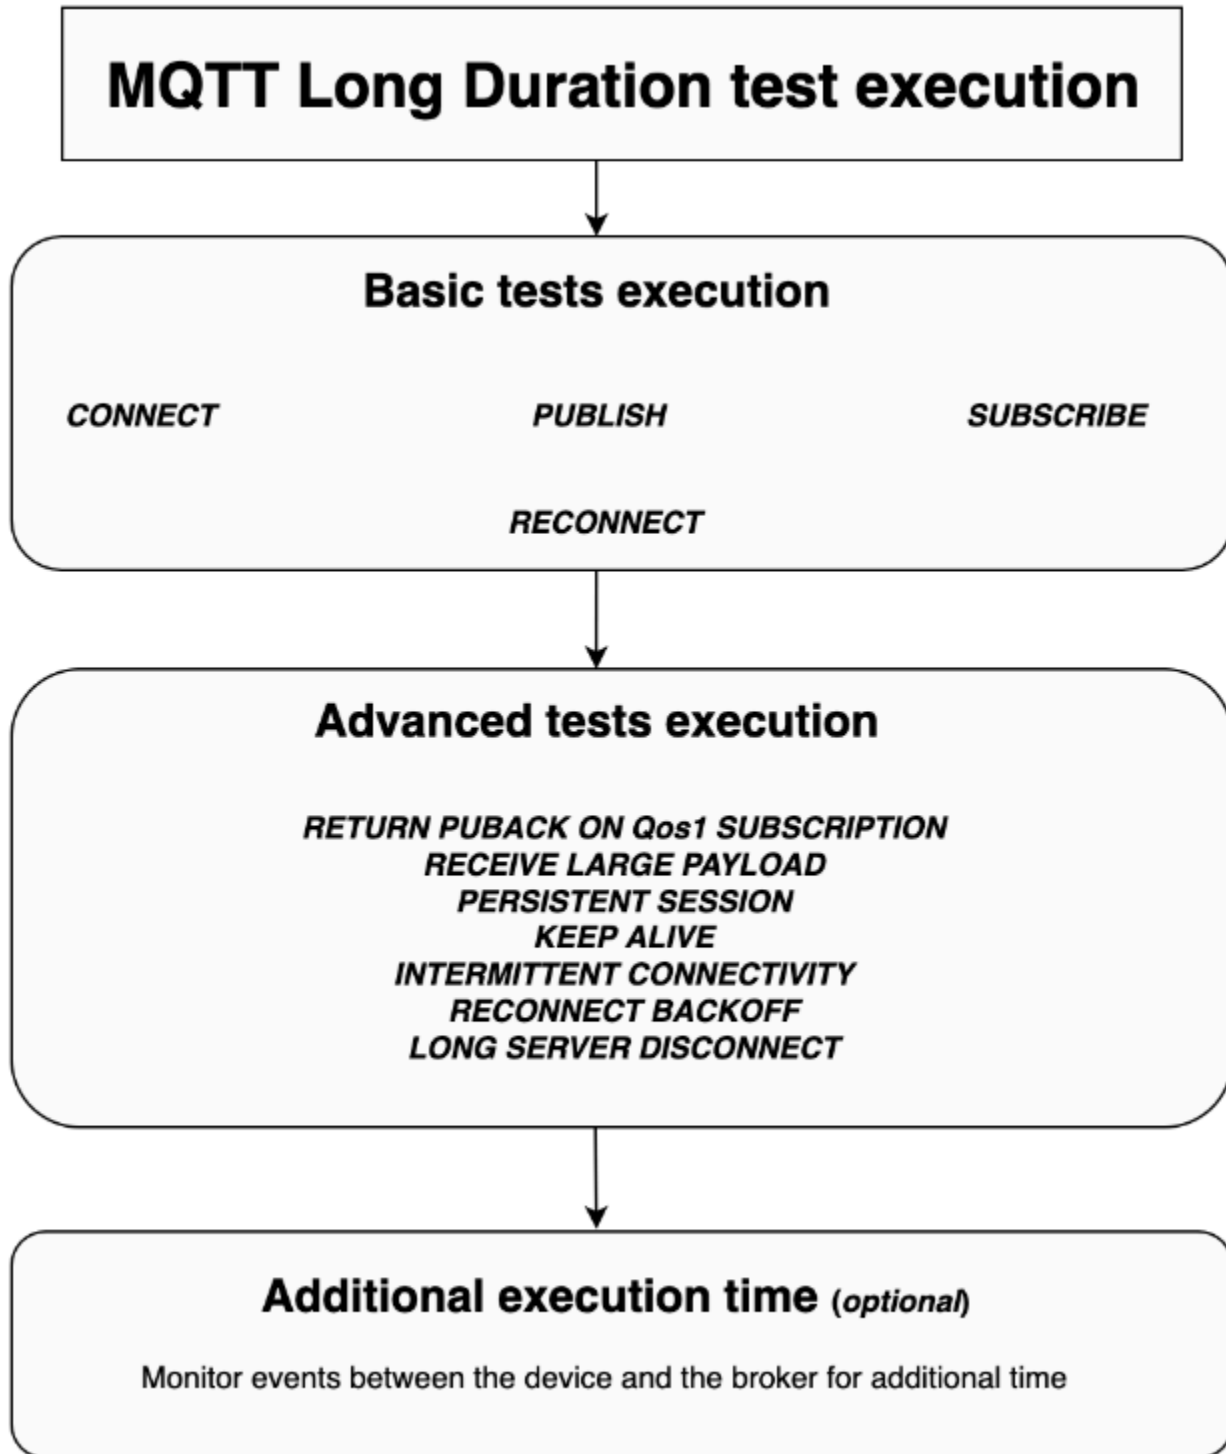 MQTT Long Duration test execution
Basic tests execution
CONNECT PUBLISH SUBSCRIBE
RECONNECT
Advanced tests execution
RETURN PUBACK ON Qos1 SUBSCRIPTION
RECEIVE LARGE PAYLOAD
PERSISTENT SESSION
KEEP ALIVE
INTERMITTENT CONNECTIVITY
RECONNECT BACKOFF
LONG SERVER DISCONNECT
Additional execution time (optional)
Monitor events between the device and the broker for additional time